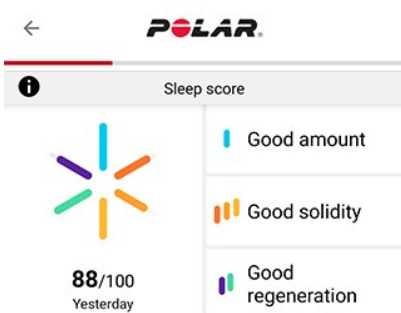 POLAR.
Sleep score
Good amount
Good solidity
Good
regeneration
88/100
Yesterday